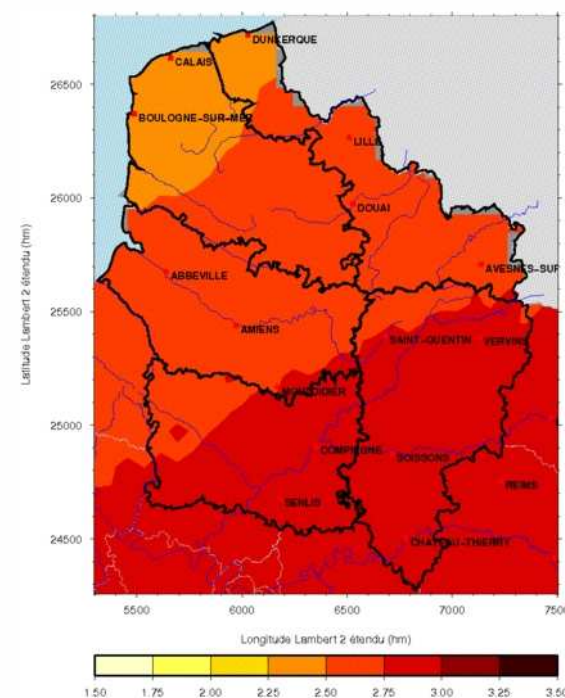 DUNKERQUE
26500
CALAIS
BOULOGNE-SUR-MER
LILLE
26000
DOUAI
ABBEVILLE
AVESNES-SUR
25500
AMIENS
SAINT-QUENTIN VERVINS
MONTDIDIER
25000
COMPIEGNE
SOISSONS
SENLIS
REIMS
24500
CHATEAU-THIERRY
Latitude Lambert 2 étendu (hm)
5500 6000 6500 7000 7500
Longitude Lambert 2 étendu (hm)
1.50 1.75 2.00 2.25 2.50 2.75 3.00 3.25 3.50